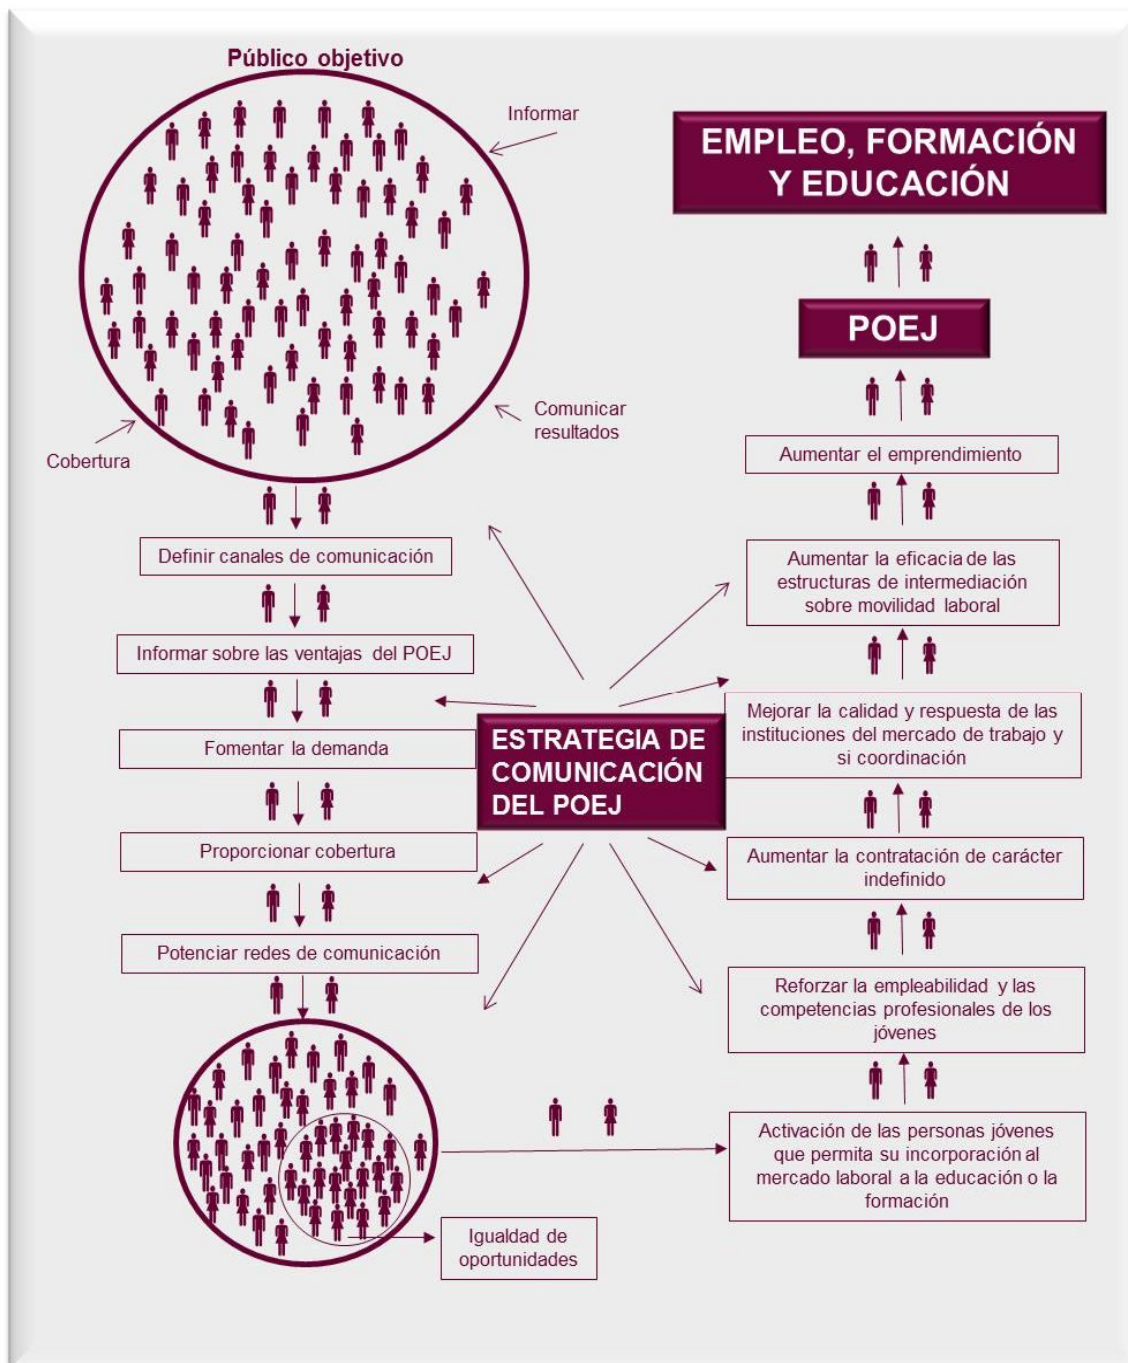 Público objetivo
Informar
Comunicar
resultados
Cobertura
Definir canales de comunicación
Informar sobre las ventajas del POEJ
Fomentar la demanda
Proporcionar cobertura
Potenciar redes de comunicación
Igualdad de
oportunidades
ESTRATEGIA DE
COMUNICACIÓN
DEL POEJ
EMPLEO, FORMACIÓN
Y EDUCACIÓN
POEJ
Aumentar el emprendimiento
Aumentar la eficacia de las
estructuras de intermediación
sobre movilidad laboral
Mejorar la calidad y respuesta de las
instituciones del mercado de trabajo y
si coordinación
Aumentar la contratación de carácter
indefinido
Reforzar la empleabilidad y las
competencias profesionales de los
jóvenes
Activación de las personas jóvenes
que permita su incorporación al
mercado laboral a la educación o la
formación